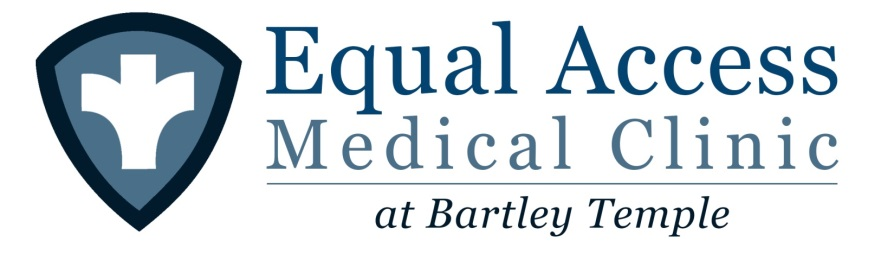 Equal Access
Medical Clinic
at Bartley Temple